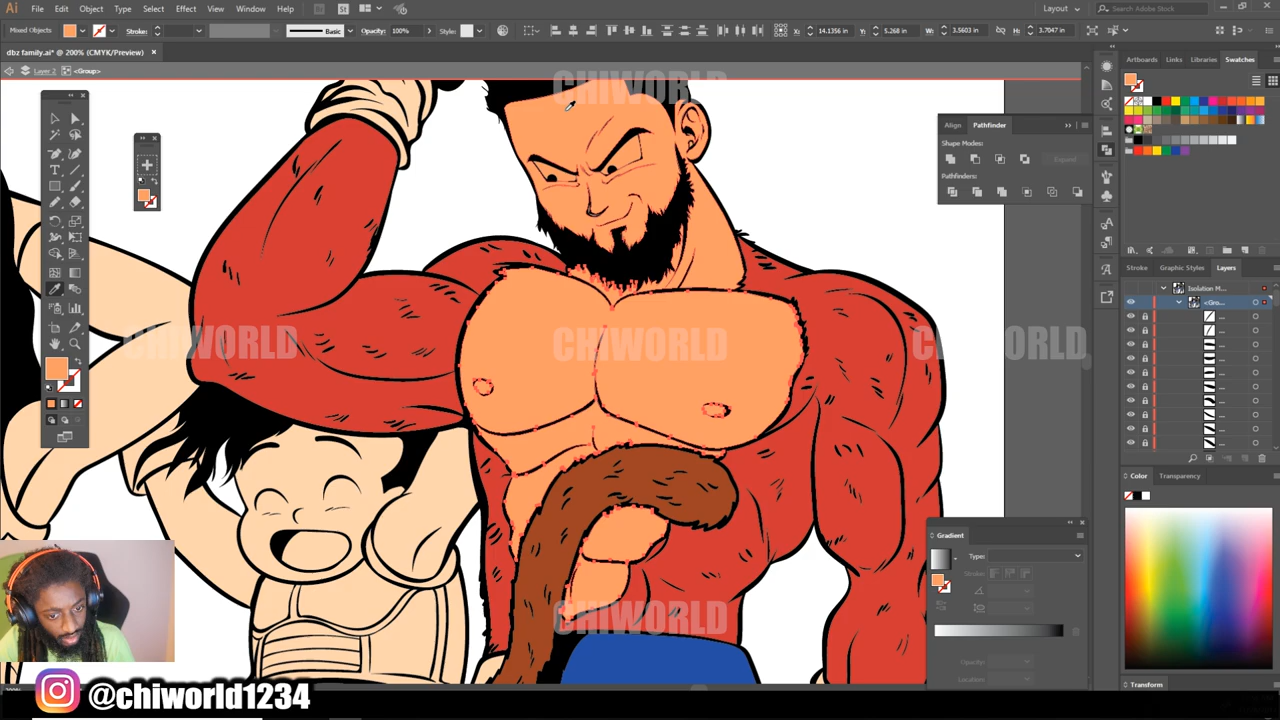 Ai File Edit Object Type Select Effect View Window Help Br St Layout Search Adobe Stock
Mixed Objects Stroke: Basic Opacity: 100% Style: X: 14.1356 in Y: 5.268 in W: 3.5603 in H: 3.7047 in
dbz family.ai* @ 200% (CMYK/Preview) ×
Layer 2 <Group>
Artboards Links Libraries Swatches
CHIWORLD
Align Pathfinder
Shape Modes:
Expand
Pathfinders:
Stroke Graphic Styles Layers
Isolation M...
<Gro...
CHIWORLD CHIWORLD CHIWORLD
Color Transparency
Gradient
Type:
Stroke:
CHIWORLD
Opacity:
Location:
Transform
@chiworld1234